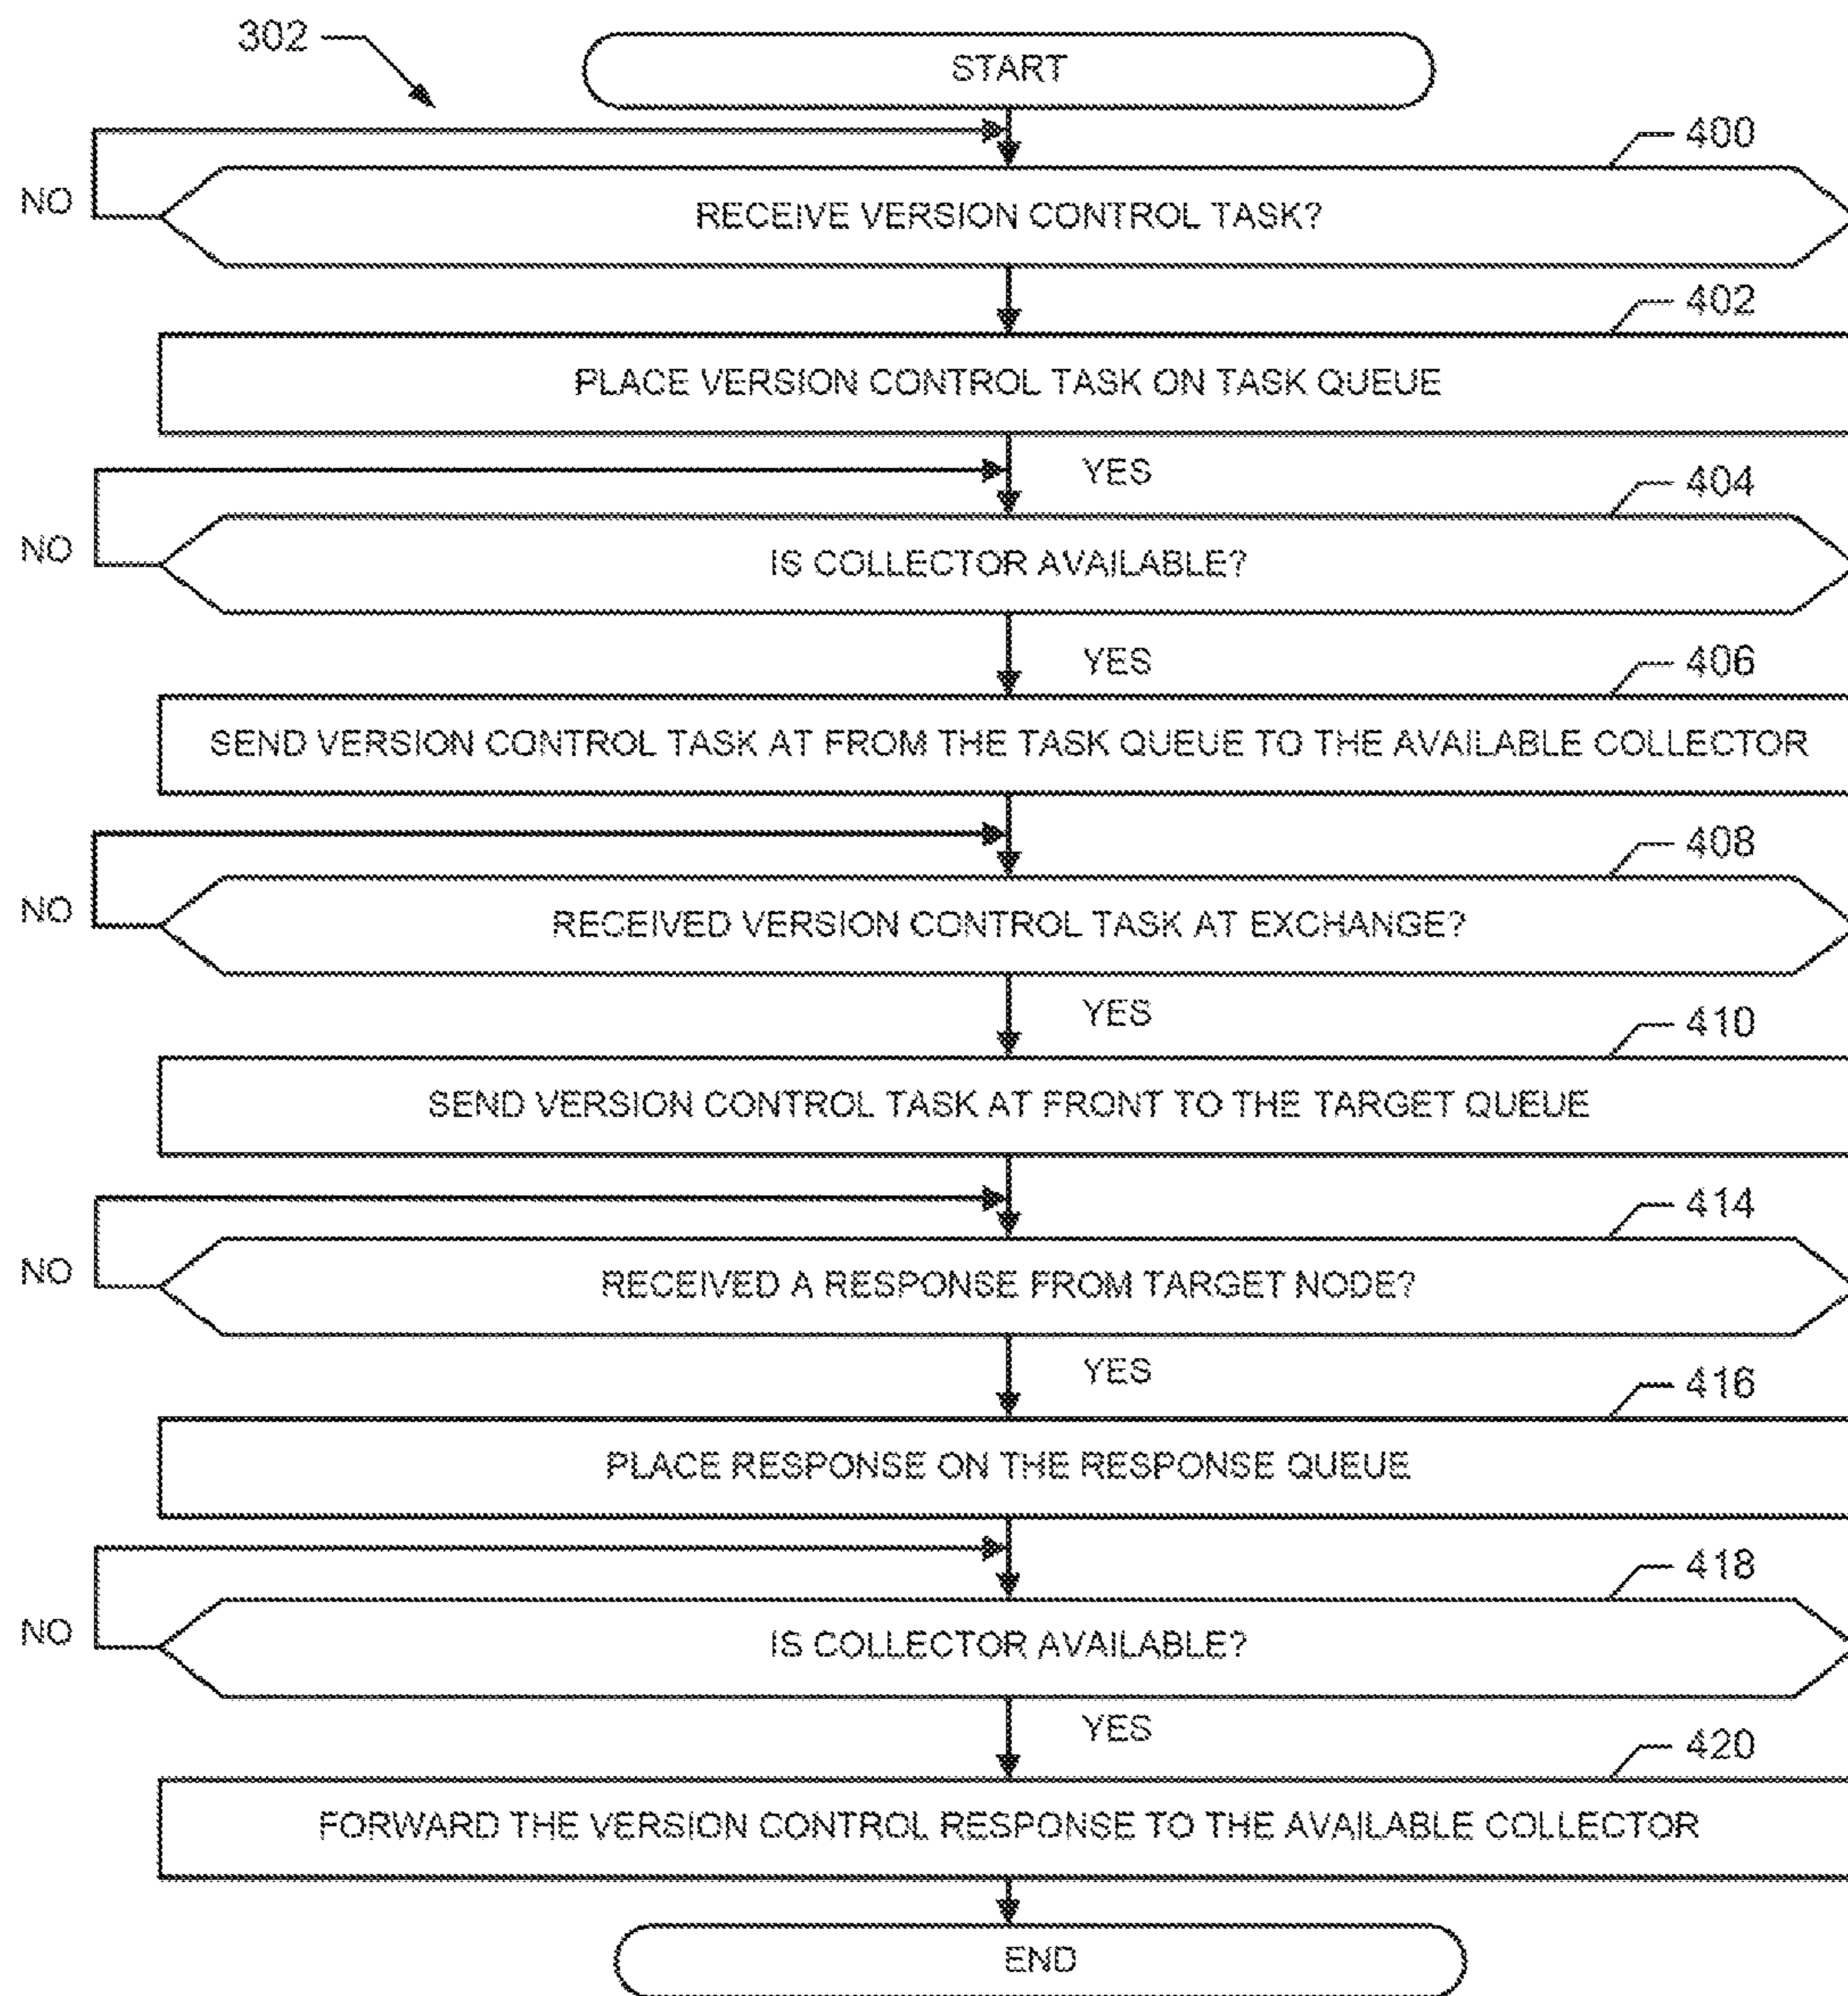 302
START
400
NO
RECEIVE VERSION CONTROL TASK?
402
PLACE VERSION CONTROL TASK ON TASK QUEUE
YES
404
NO
IS COLLECTOR AVAILABLE?
YES
406
SEND VERSION CONTROL TASK AT FROM THE TASK QUEUE TO THE AVAILABLE COLLECTOR
408
NO
RECEIVED VERSION CONTROL TASK AT EXCHANGE?
YES
410
SEND VERSION CONTROL TASK AT FRONT TO THE TARGET QUEUE
414
NO
RECEIVED A RESPONSE FROM TARGET NODE?
YES
416
PLACE RESPONSE ON THE RESPONSE QUEUE
418
NO
IS COLLECTOR AVAILABLE?
YES
420
FORWARD THE VERSION CONTROL RESPONSE TO THE AVAILABLE COLLECTOR
END